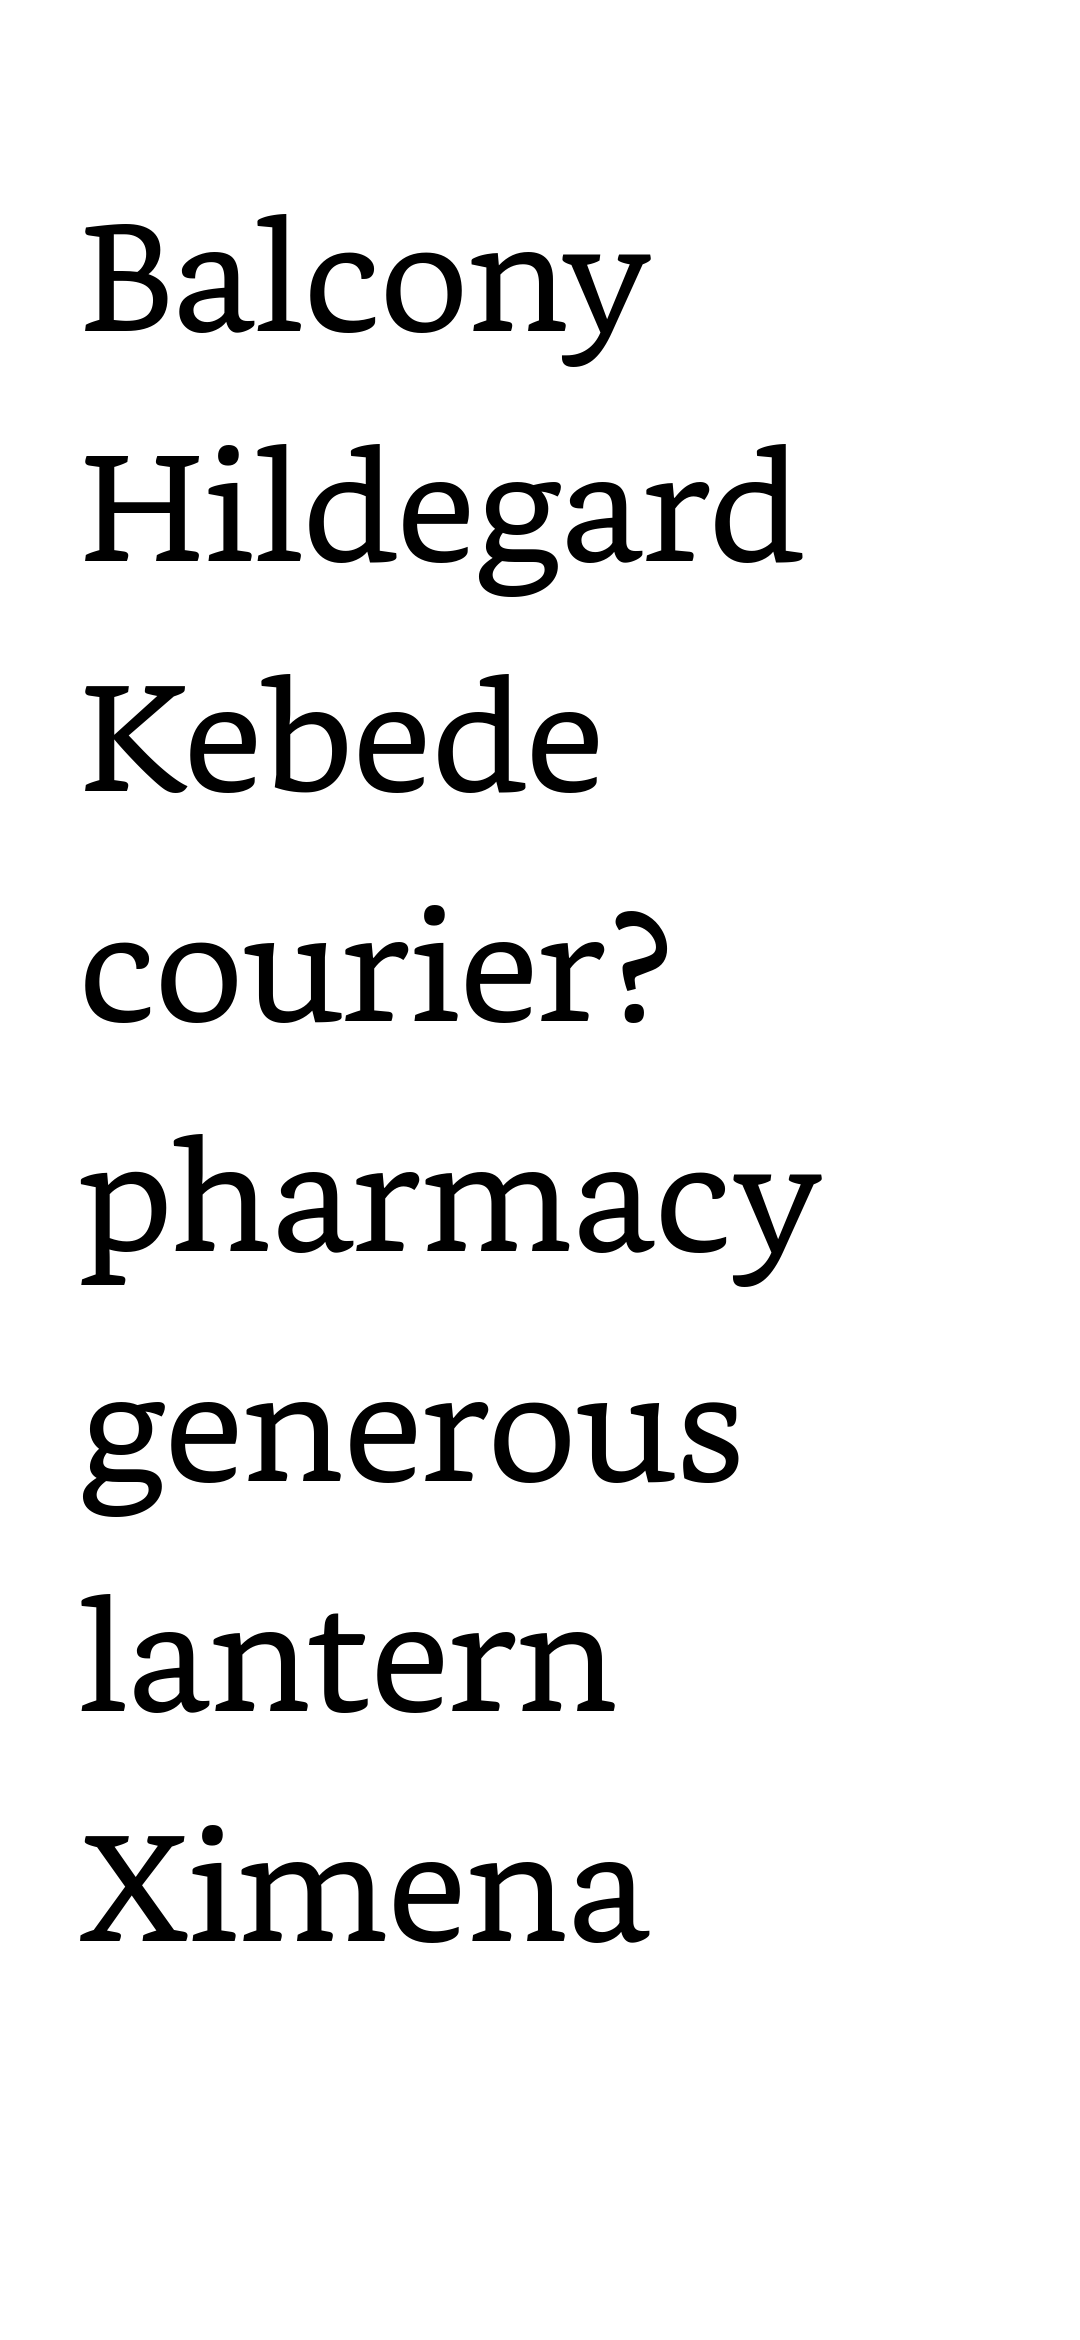 Balcony
Hildegard
Kebede
courier?
pharmacy
generous
lantern
Ximena